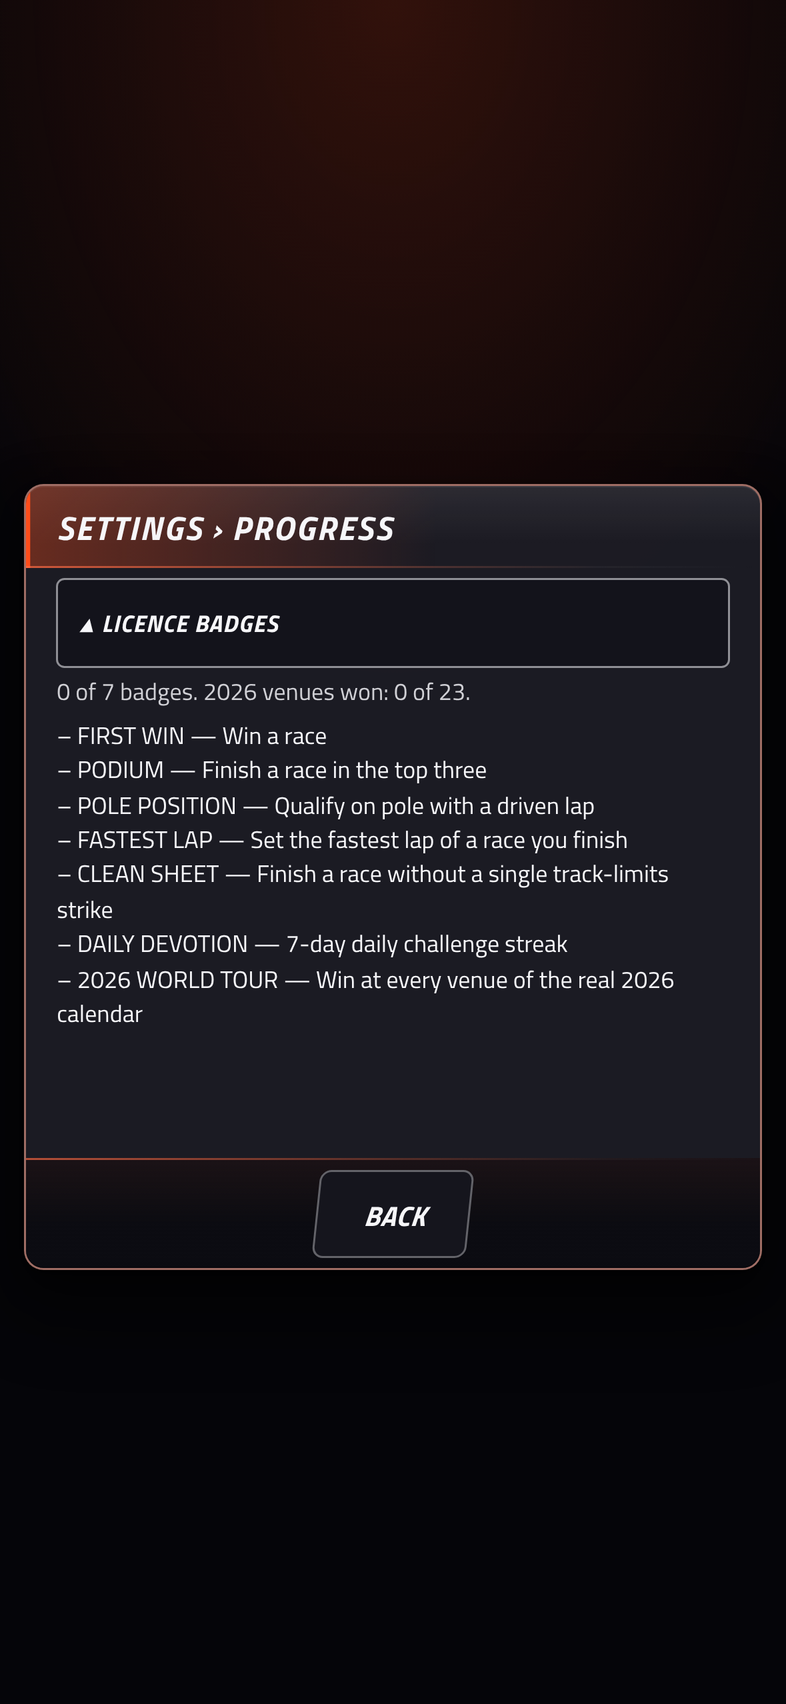 SETTINGS › PROGRESS
▲ LICENCE BADGES
0 of 7 badges. 2026 venues won: 0 of 23.
– FIRST WIN — Win a race
– PODIUM — Finish a race in the top three
– POLE POSITION — Qualify on pole with a driven lap
– FASTEST LAP — Set the fastest lap of a race you finish
– CLEAN SHEET — Finish a race without a single track-limits
strike
– DAILY DEVOTION — 7-day daily challenge streak
– 2026 WORLD TOUR — Win at every venue of the real 2026
calendar
BACK